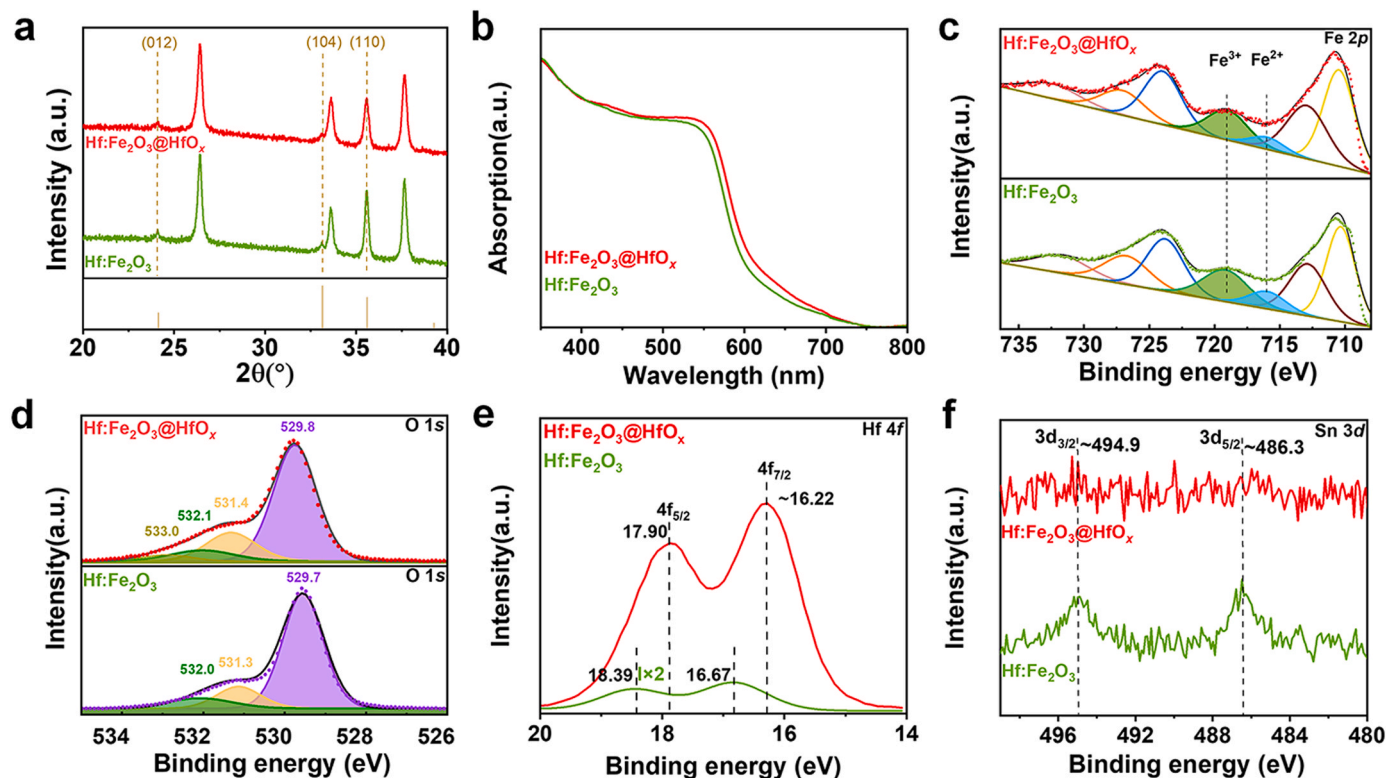 a
Intensity (a.u.)
(012)
(104)
(110)
Hf:Fe₂O₃@HfOₓ
Hf:Fe₂O₃
20
25
30
35
40
2θ(°)
b
Absorption(a.u.)
Hf:Fe₂O₃@HfOₓ
Hf:Fe₂O₃
400
500
600
700
800
Wavelength (nm)
c
Intensity(a.u.)
Hf:Fe₂O₃@HfOₓ
Fe 2p
Fe³⁺
Fe²⁺
Hf:Fe₂O₃
735
730
725
720
715
710
Binding energy (eV)
d
Intensity(a.u.)
Hf:Fe₂O₃@HfOₓ
O 1s
529.8
531.4
532.1
533.0
Hf:Fe₂O₃
O 1s
529.7
531.3
532.0
534
532
530
528
526
Binding energy (eV)
e
Intensity(a.u.)
Hf:Fe₂O₃@HfOₓ
Hf 4f
Hf:Fe₂O₃
4f₇/₂
~16.22
4f₅/₂
17.90
18.39
I×2
16.67
20
18
16
14
Binding energy (eV)
f
Intensity(a.u.)
Sn 3d
3d₃/₂ ~494.9
3d₅/₂ ~486.3
Hf:Fe₂O₃@HfOₓ
Hf:Fe₂O₃
496
492
488
484
480
Binding energy (eV)